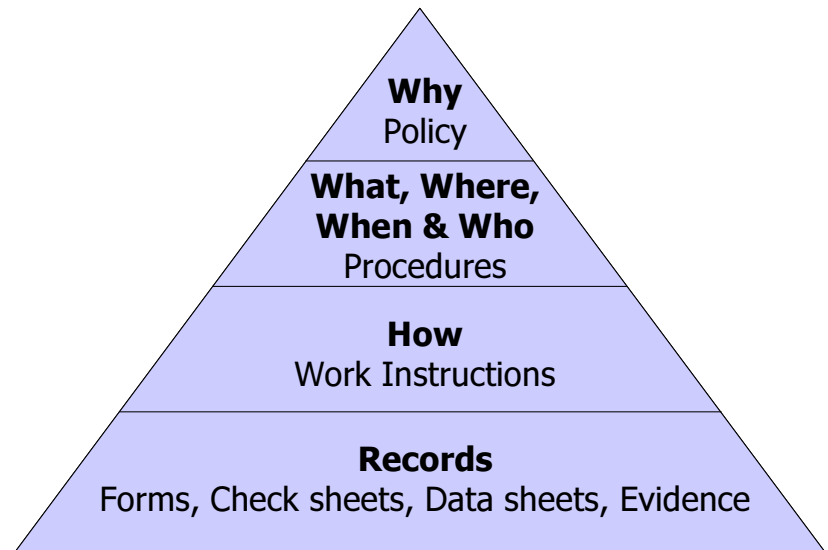 Why
Policy
What, Where,
When & Who
Procedures
How
Work Instructions
Records
Forms, Check sheets, Data sheets, Evidence